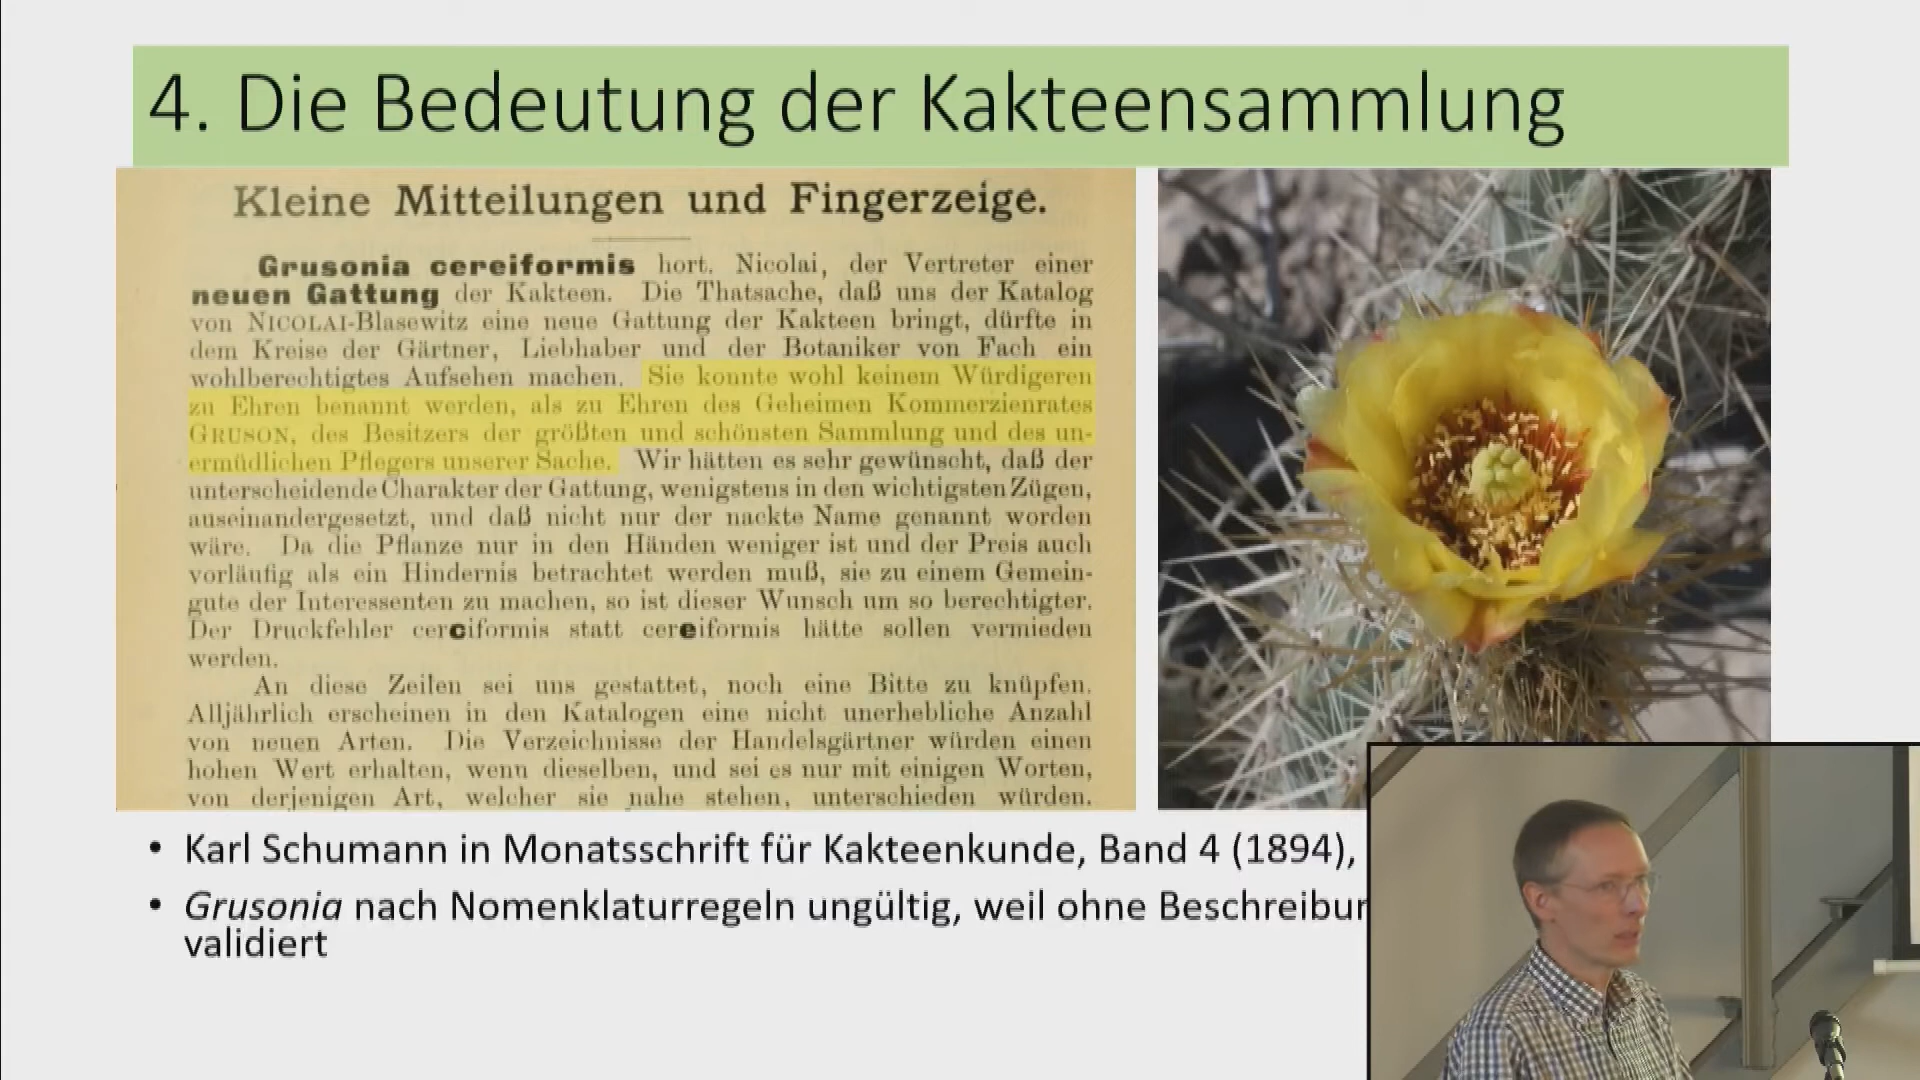 4. Die Bedeutung der Kakteensammlung
Kleine Mitteilungen und Fingerzeige.
Grusonia cereiformis hort. Nicolai, der Vertreter einer
neuen Gattung der Kakteen. Die Thatsache, daß uns der Katalog
von NICOLAI-Blasewitz eine neue Gattung der Kakteen bringt, dürfte in
dem Kreise der Gärtner, Liebhaber und der Botaniker von Fach ein
wohlberechtigtes Aufsehen machen. Sie konnte wohl keinem Würdigeren
zu Ehren benannt werden, als zu Ehren des Geheimen Kommerzienrates
GRUSON, des Besitzers der größten und schönsten Sammlung und des un-
ermüdlichen Pflegers unserer Sache. Wir hätten es sehr gewünscht, daß der
unterscheidende Charakter der Gattung, wenigstens in den wichtigsten Zügen,
auseinandergesetzt, und daß nicht nur der nackte Name genannt worden
wäre. Da die Pflanze nur in den Händen weniger ist und der Preis auch
vorläufig als ein Hindernis betrachtet werden muß, sie zu einem Gemein-
gute der Interessenten zu machen, so ist dieser Wunsch um so berechtigter.
Der Druckfehler cerciformis statt cereiformis hätte sollen vermieden
werden.
An diese Zeilen sei uns gestattet, noch eine Bitte zu knüpfen.
Alljährlich erscheinen in den Katalogen eine nicht unerhebliche Anzahl
von neuen Arten. Die Verzeichnisse der Handelsgärtner würden einen
hohen Wert erhalten, wenn dieselben, und sei es nur mit einigen Worten,
von derjenigen Art, welcher sie nahe stehen, unterschieden würden.
• Karl Schumann in Monatsschrift für Kakteenkunde, Band 4 (1894),
• Grusonia nach Nomenklaturregeln ungültig, weil ohne
validiert